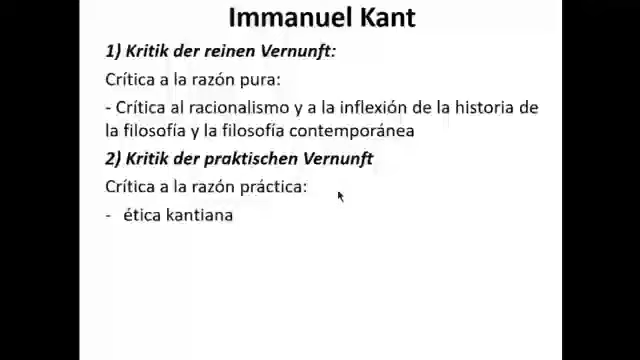 Immanuel Kant
1) Kritik der reinen Vernunft:
Crítica a la razón pura:
- Crítica al racionalismo y a la inflexión de la historia de
la filosofía y la filosofía contemporánea
2) Kritik der praktischen Vernunft
Crítica a la razón práctica:
- ética kantiana